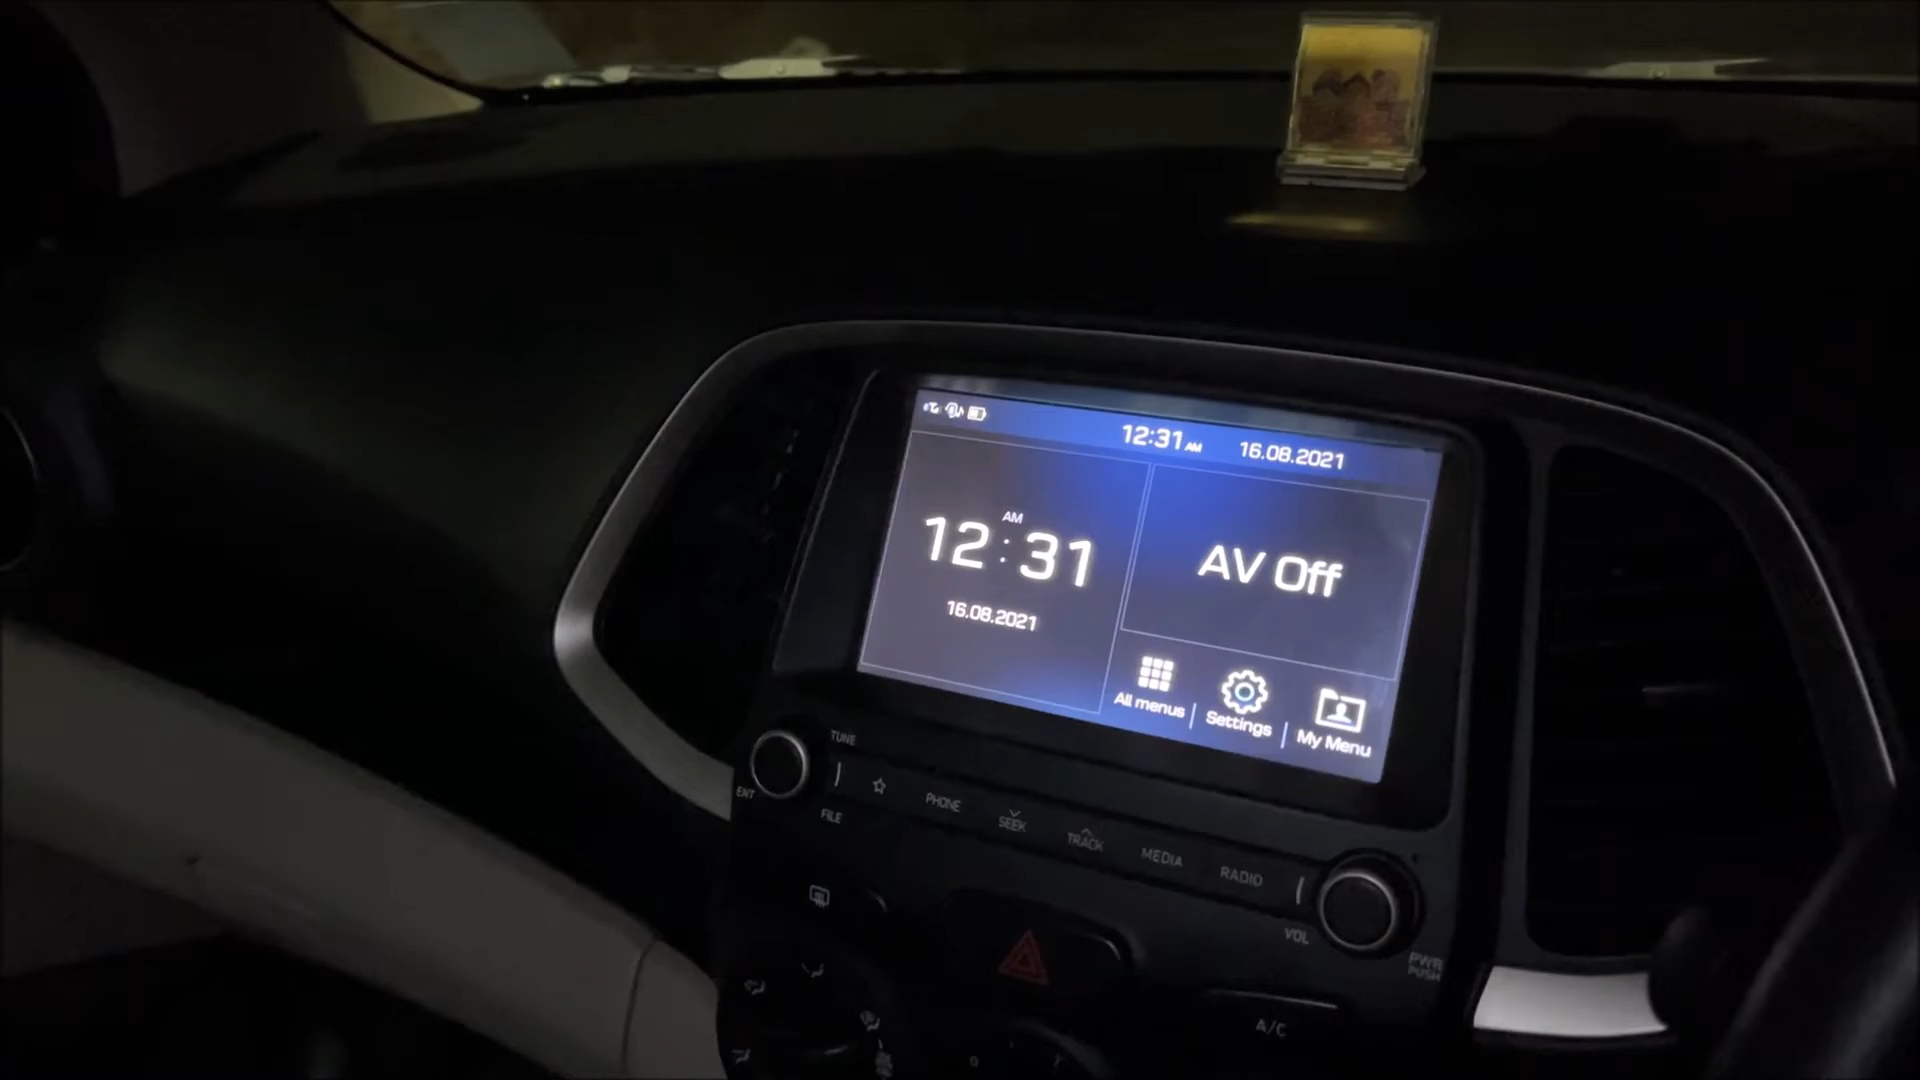 12:31 AM 16.08.2021
AM
12:31
16.08.2021
AV Off
All menus
Settings
My Menu
TUNE
ENT
FILE
PHONE
SEEK
TRACK
MEDIA
RADIO
VOL
PWR
PUSH
A/C
0